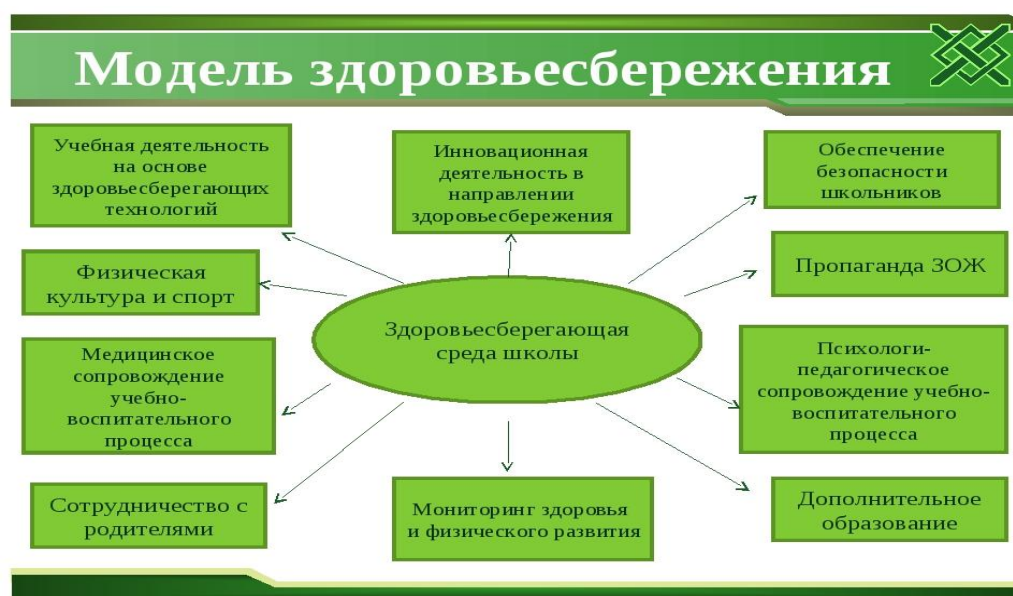 Модель здоровьесбережения
Учебная деятельность
на основе
здоровьесберегающих
технологий
Инновационная
деятельность в
направлении
здоровьесбережения
Обеспечение
безопасности
школьников
Физическая
культура и спорт
Пропаганда ЗОЖ
Здоровьесберегающая
среда школы
Медицинское
сопровождение
учебно-
воспитательного
процесса
Психологи-
педагогическое
сопровождение учебно-
воспитательного
процесса
Сотрудничество с
родителями
Мониторинг здоровья
и физического развития
Дополнительное
образование